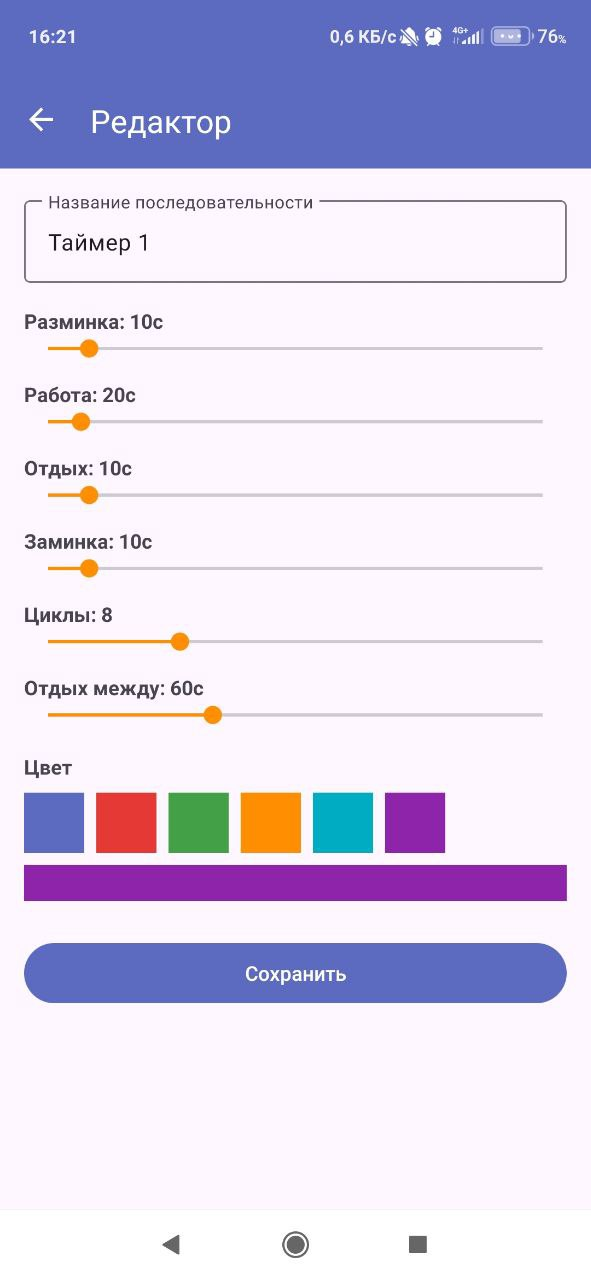 16:21 0,6 КБ/с 4G+ 76%
Редактор
Название последовательности
Таймер 1
Разминка: 10с
Работа: 20с
Отдых: 10с
Заминка: 10с
Циклы: 8
Отдых между: 60с
Цвет
Сохранить